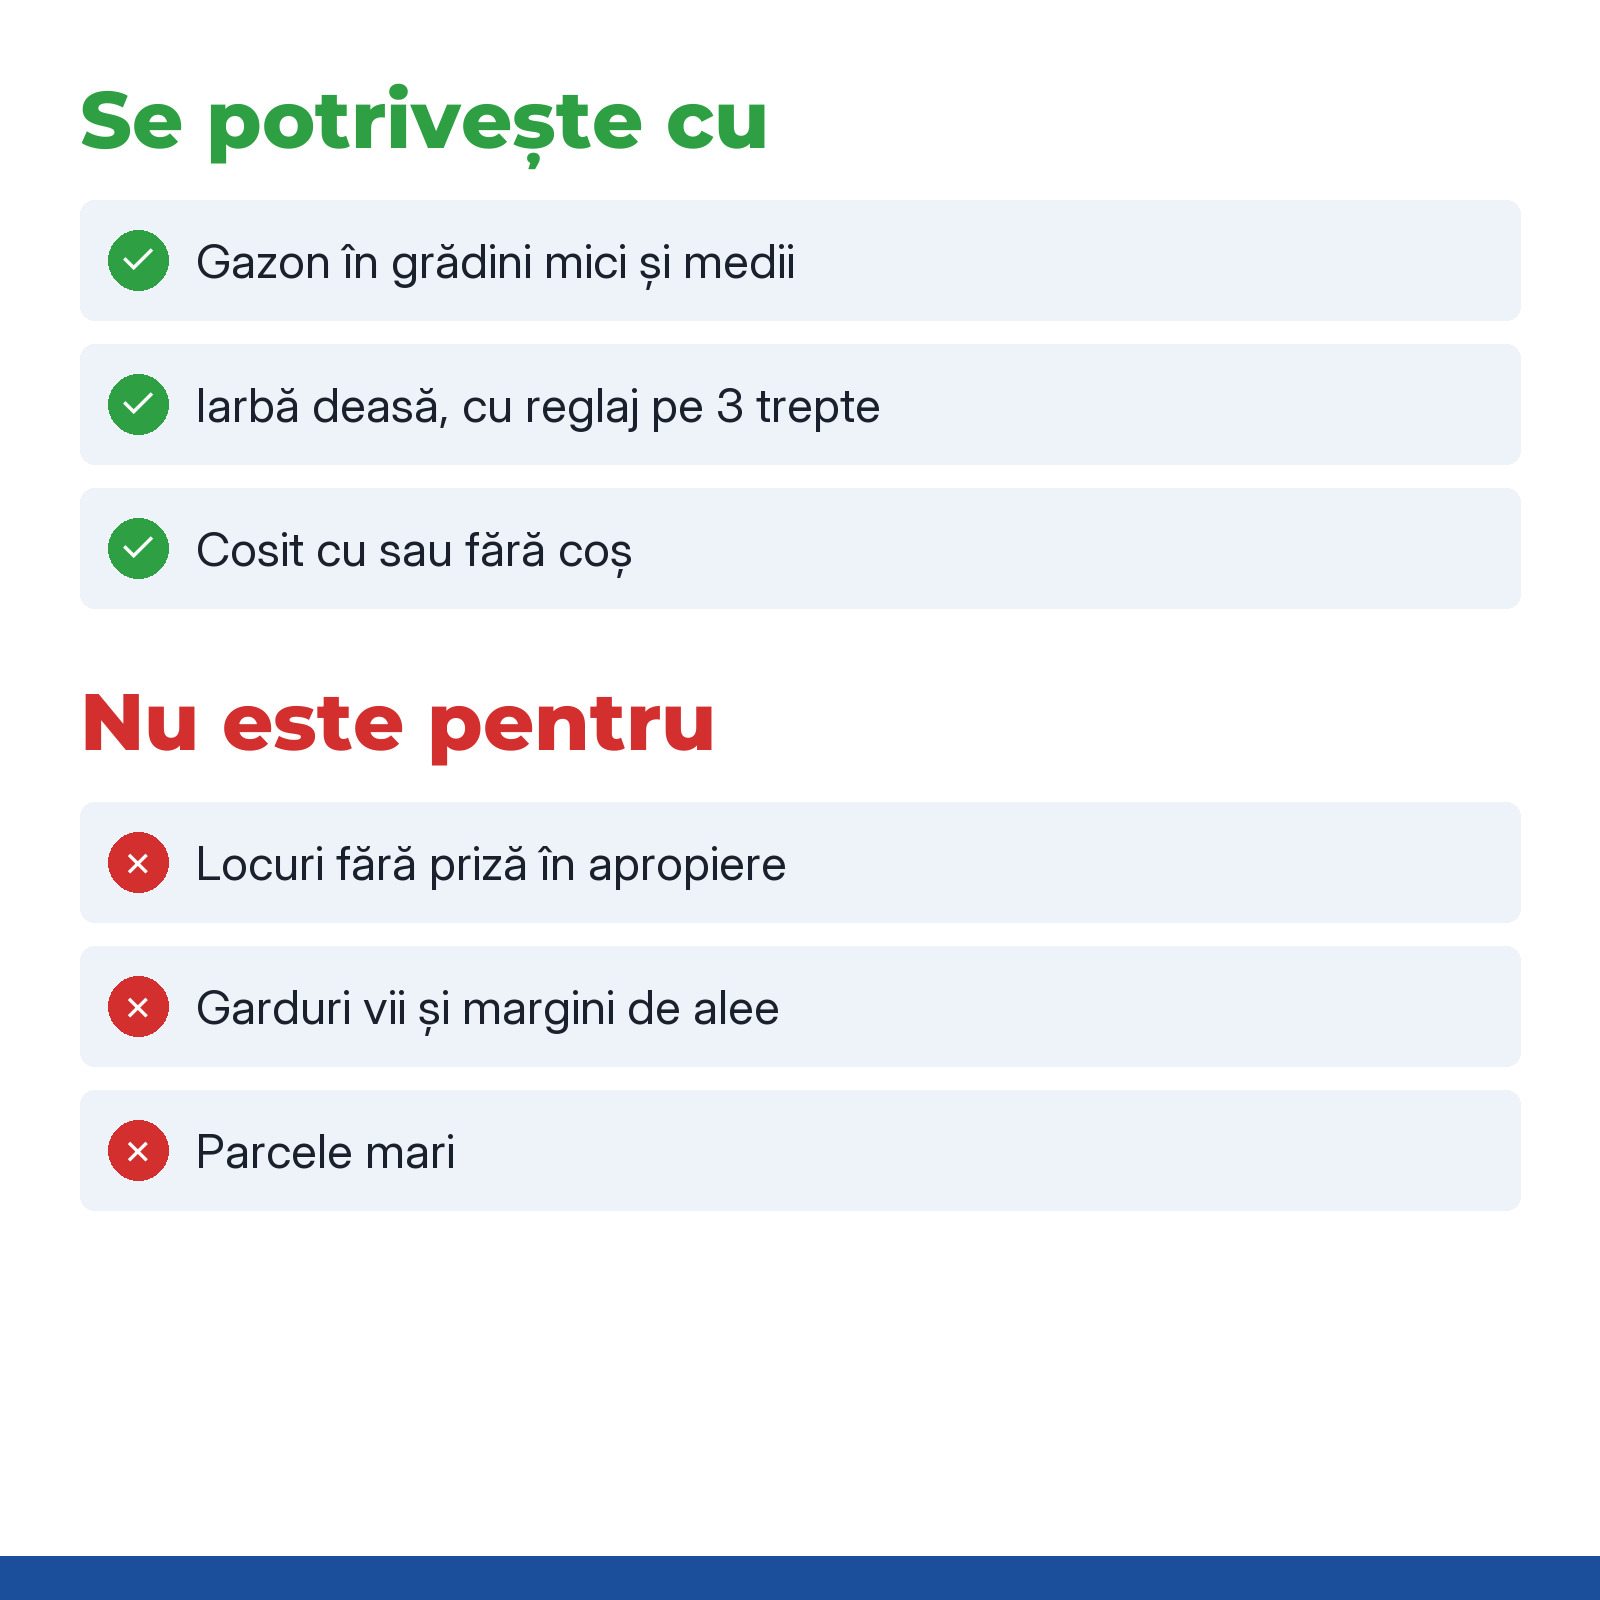 Se potrivește cu
Gazon în grădini mici și medii
Iarbă deasă, cu reglaj pe 3 trepte
Cosit cu sau fără coș
Nu este pentru
Locuri fără priză în apropiere
Garduri vii și margini de alee
Parcele mari